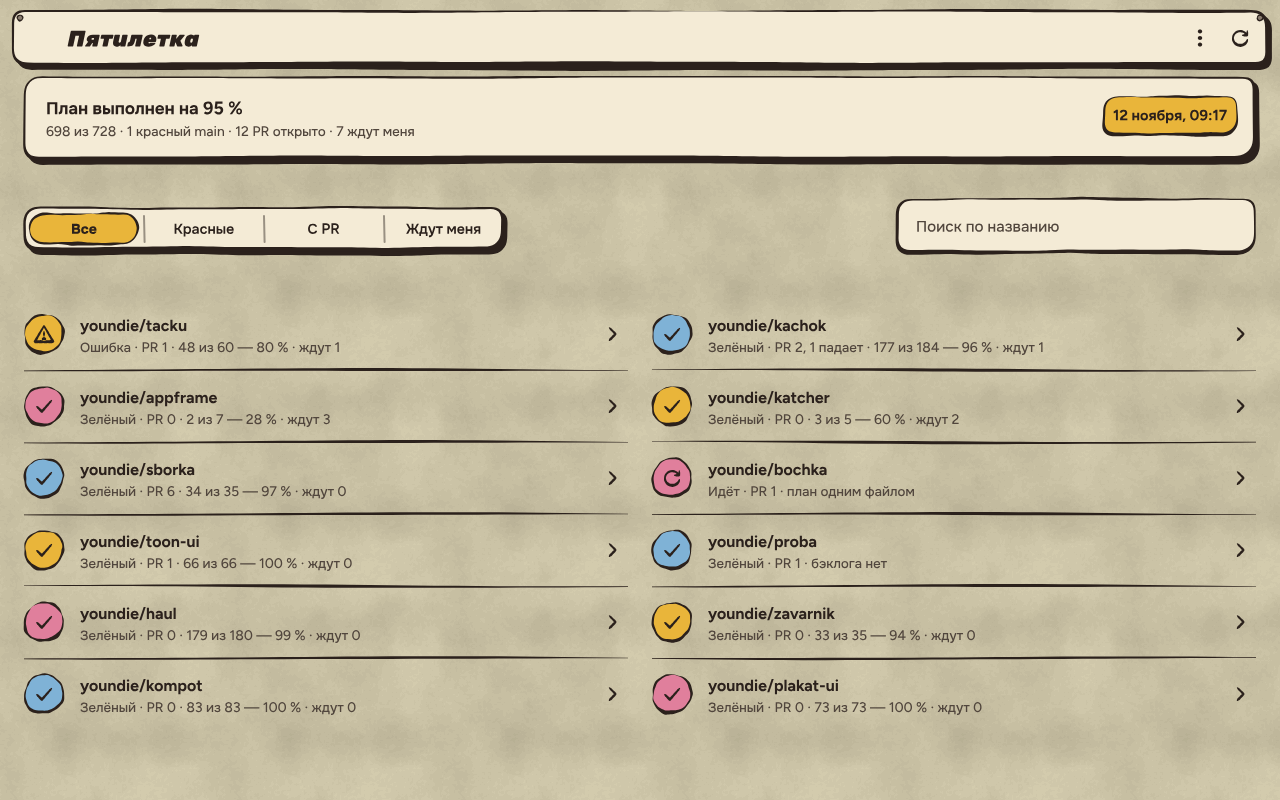 Пятилетка
План выполнен на 95 %
698 из 728 · 1 красный main · 12 PR открыто · 7 ждут меня
12 ноября, 09:17
Все
Красные
С PR
Ждут меня
Поиск по названию
youndie/tacku
Ошибка · PR 1 · 48 из 60 — 80 % · ждут 1
youndie/kachok
Зелёный · PR 2, 1 падает · 177 из 184 — 96 % · ждут 1
youndie/appframe
Зелёный · PR 0 · 2 из 7 — 28 % · ждут 3
youndie/katcher
Зелёный · PR 0 · 3 из 5 — 60 % · ждут 2
youndie/sborka
Зелёный · PR 6 · 34 из 35 — 97 % · ждут 0
youndie/bochka
Идёт · PR 1 · план одним файлом
youndie/toon-ui
Зелёный · PR 1 · 66 из 66 — 100 % · ждут 0
youndie/proba
Зелёный · PR 1 · бэклога нет
youndie/haul
Зелёный · PR 0 · 179 из 180 — 99 % · ждут 0
youndie/zavarnik
Зелёный · PR 0 · 33 из 35 — 94 % · ждут 0
youndie/kompot
Зелёный · PR 0 · 83 из 83 — 100 % · ждут 0
youndie/plakat-ui
Зелёный · PR 0 · 73 из 73 — 100 % · ждут 0